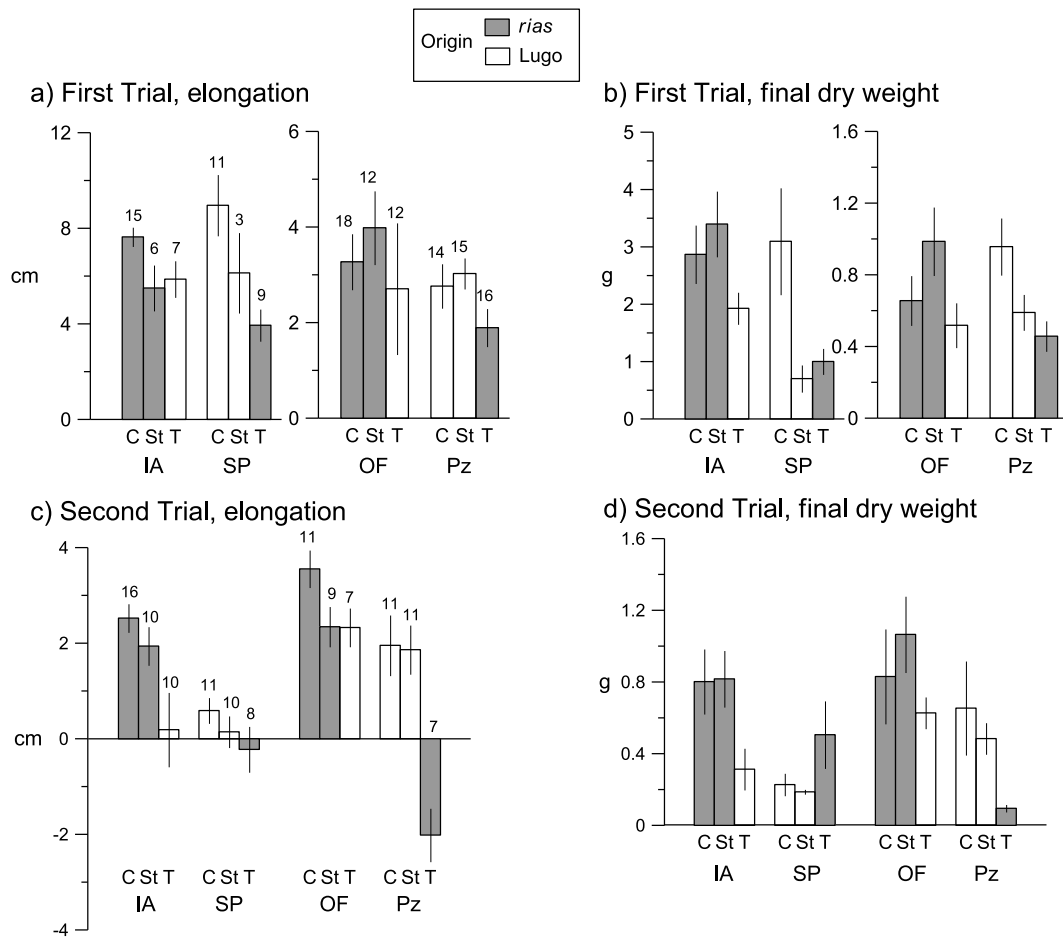 Origin
rias
Lugo
a) First Trial, elongation
12
8
4
0
cm
15
6
7
11
3
9
C St T
C St T
IA
SP
6
4
2
0
18
12
12
14
15
16
C St T
C St T
OF
Pz
b) First Trial, final dry weight
5
4
3
2
1
0
g
C St T
C St T
IA
SP
1.6
1.2
0.8
0.4
0
C St T
C St T
OF
Pz
c) Second Trial, elongation
4
2
0
-2
-4
cm
16
10
10
11
10
8
11
9
7
11
11
7
C St T
C St T
C St T
C St T
IA
SP
OF
Pz
d) Second Trial, final dry weight
1.6
1.2
0.8
0.4
0
g
C St T
C St T
C St T
C St T
IA
SP
OF
Pz